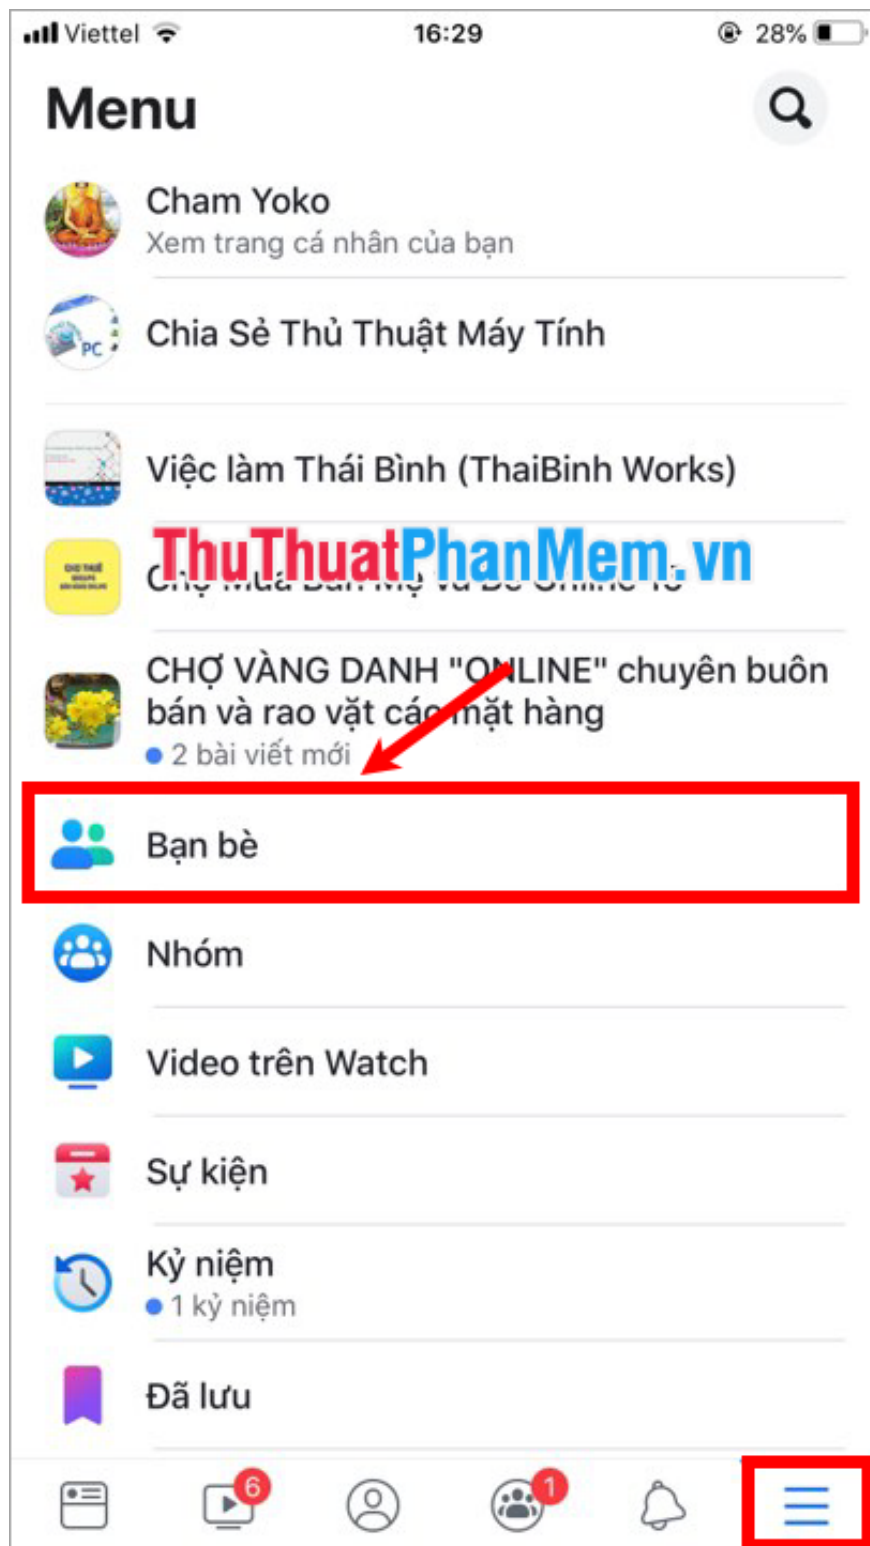 Viettel
16:29
28%
Menu
Cham Yoko
Xem trang cá nhân của bạn
PC
Chia Sẻ Thủ Thuật Máy Tính
Việc làm Thái Bình (ThaiBinh Works)
ThuThuatPhanMem.vn
CHO THUÊ
CHỢ VÀNG DANH "ONLINE" chuyên buôn
bán và rao vặt các mặt hàng
2 bài viết mới
Bạn bè
Nhóm
Video trên Watch
Sự kiện
Kỷ niệm
1 kỷ niệm
Đã lưu
6
1